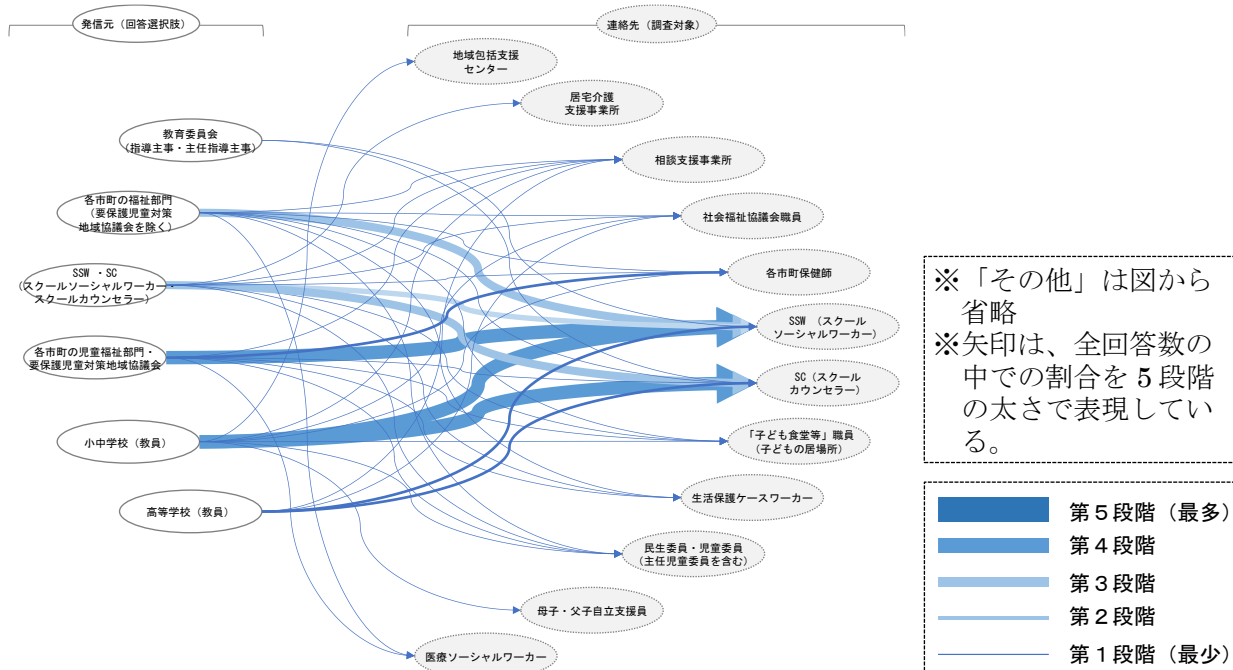 発信元（回答選択肢）
連絡先（調査対象）
地域包括支援
センター
居宅介護
支援事業所
教育委員会
（指導主事・主任指導主事）
相談支援事業所
各市町の福祉部門
（要保護児童対策
地域協議会を除く）
社会福祉協議会職員
SSW ・SC
（スクールソーシャルワーカー・
スクールカウンセラー）
各市町保健師
SSW （スクール
ソーシャルワーカー）
各市町の児童福祉部門・
要保護児童対策地域協議会
SC（スクール
カウンセラー）
小中学校（教員）
「子ども食堂等」職員
（子どもの居場所）
生活保護ケースワーカー
高等学校（教員）
民生委員・児童委員
（主任児童委員を含む）
母子・父子自立支援員
医療ソーシャルワーカー
※「その他」は図から
省略
※矢印は、全回答数の
中での割合を 5 段階
の太さで表現してい
る。
第５段階（最多）
第４段階
第３段階
第２段階
第１段階（最少）